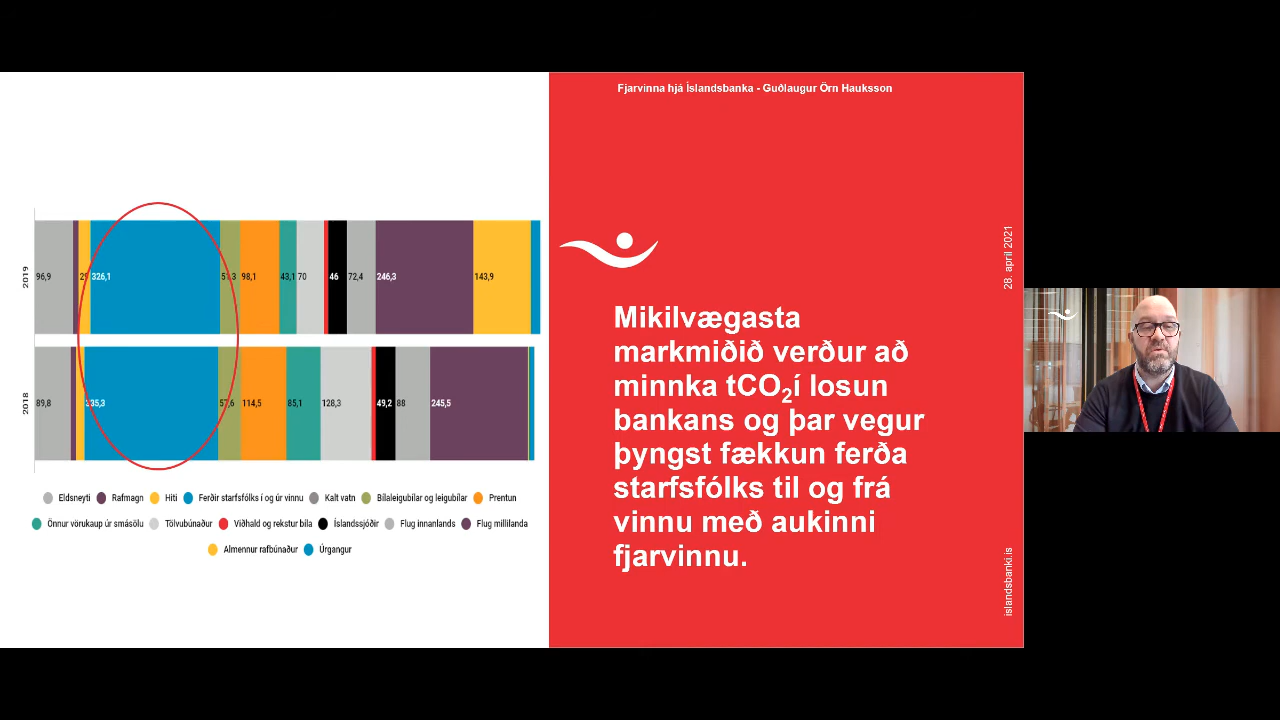 Fjarvinna hjá Íslandsbanka - Guðlaugur Örn Hauksson
28. apríl 2021
2019
96,9
29
326,1
51,3
98,1
43,1
70
46
72,4
246,3
143,9
2018
89,8
335,3
57,6
114,5
85,1
128,3
49,2
88
245,5
Eldsneyti Rafmagn Hiti Ferðir starfsfólks í og úr vinnu Kalt vatn Bílaleigubílar og leigubílar Prentun
Önnur vörukaup úr smásölu Tölvubúnaður Viðhald og rekstur bíla Íslandssjóðir Flug innanlands Flug millilanda
Almennur rafbúnaður Úrgangur
Mikilvægasta
markmiðið verður að
minnka tCO₂í losun
bankans og þar vegur
þyngst fækkun ferða
starfsfólks til og frá
vinnu með aukinni
fjarvinnu.
islandsbanki.is